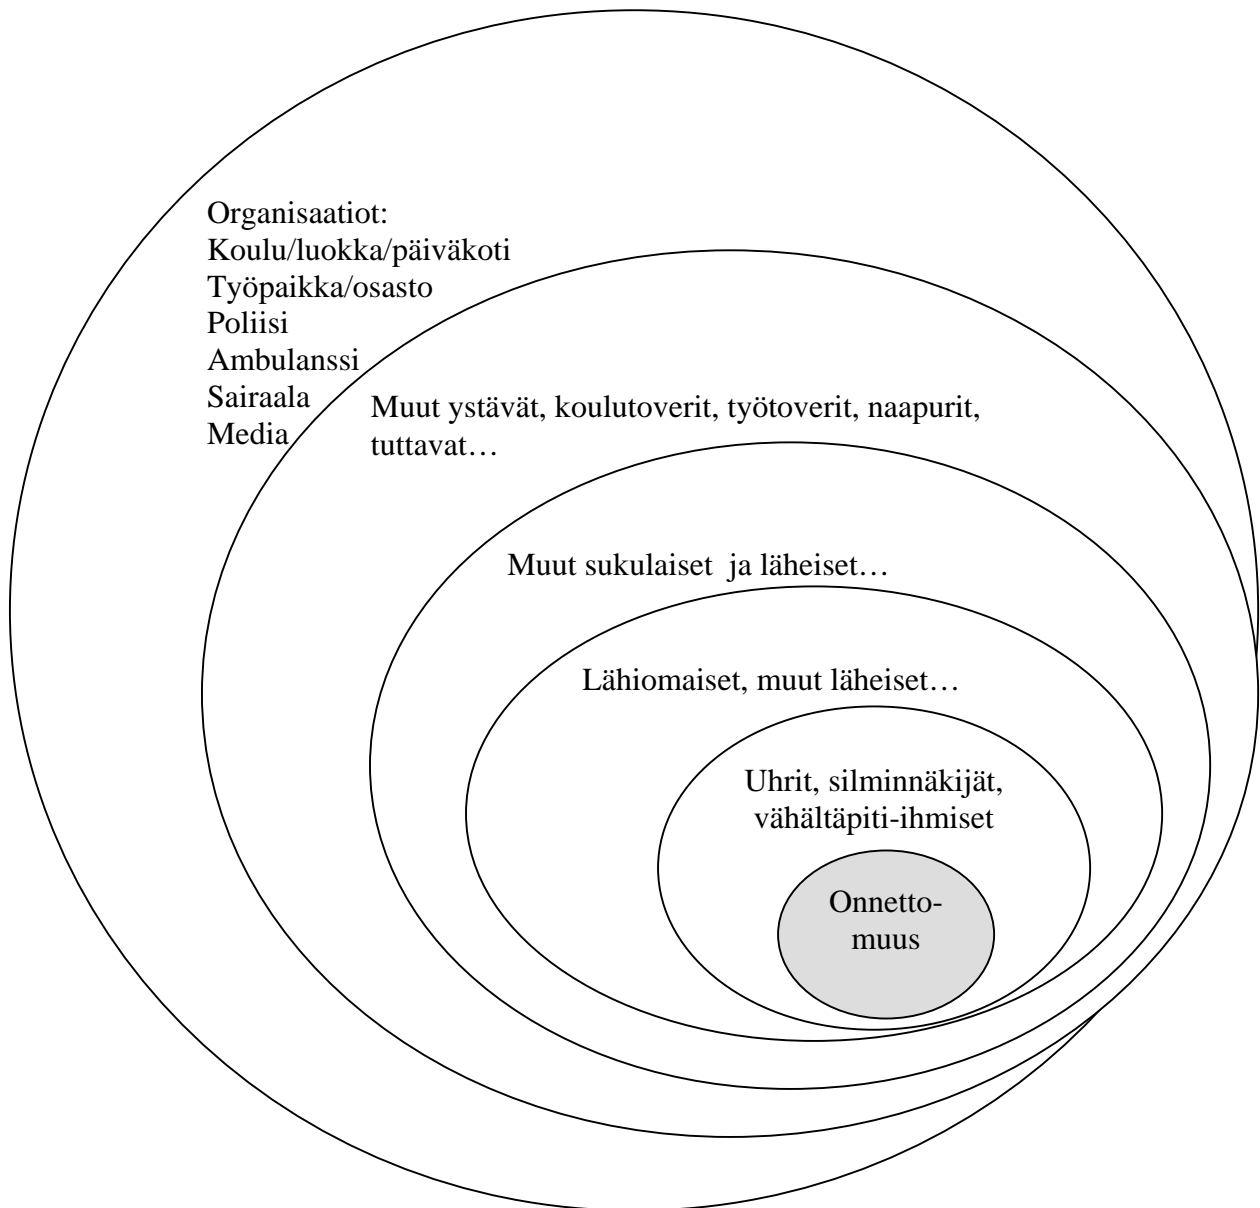 Organisaatiot:
Koulu/luokka/päiväkoti
Työpaikka/osasto
Poliisi
Ambulanssi
Sairaala
Media
Muut ystävät, koulutoverit, työtoverit, naapurit,
tuttavat…
Muut sukulaiset ja läheiset…
Lähiomaiset, muut läheiset…
Uhrit, silminnäkijät,
vähältäpiti-ihmiset
Onnetto-
muus